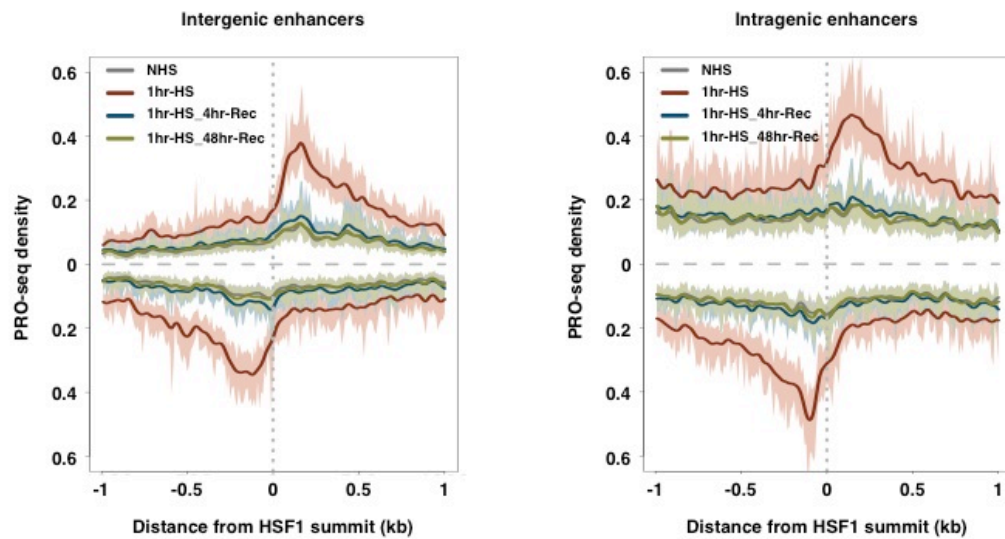 Intergenic enhancers
NHS
1hr-HS
1hr-HS_4hr-Rec
1hr-HS_48hr-Rec
PRO-seq density
0.6
0.4
0.2
0
0.2
0.4
0.6
-1
-0.5
0
0.5
1
Distance from HSF1 summit (kb)
Intragenic enhancers
NHS
1hr-HS
1hr-HS_4hr-Rec
1hr-HS_48hr-Rec
PRO-seq density
0.6
0.4
0.2
0
0.2
0.4
0.6
-1
-0.5
0
0.5
1
Distance from HSF1 summit (kb)